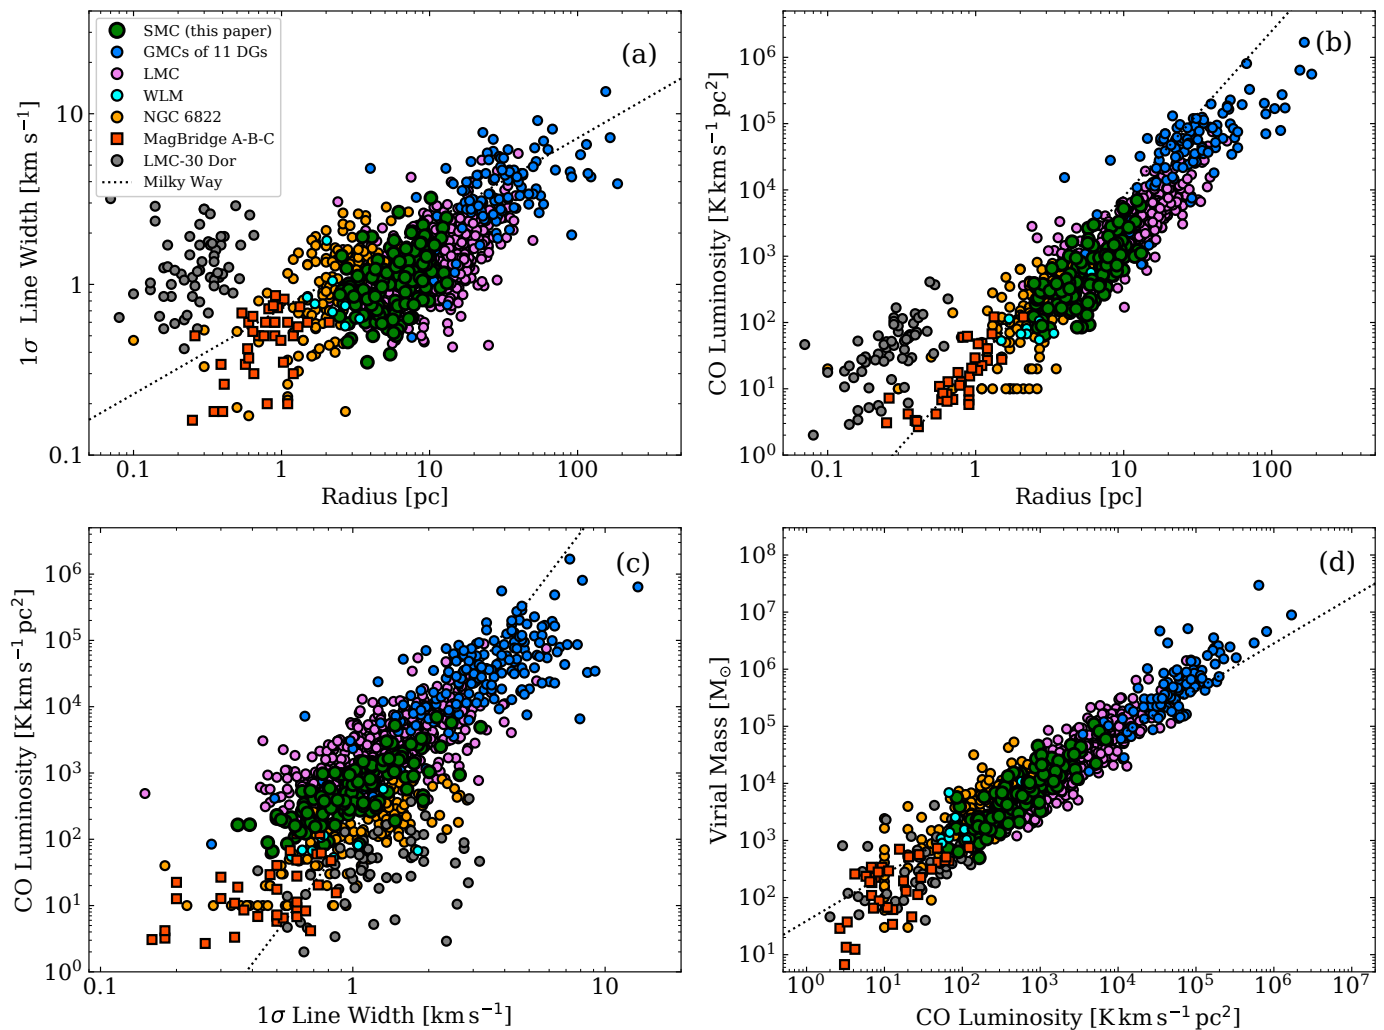 (a)
SMC (this paper)
GMCs of 11 DGs
LMC
WLM
NGC 6822
MagBridge A-B-C
LMC-30 Dor
Milky Way
10
1
0.1
1σ Line Width [km s⁻¹]
0.1
1
10
100
Radius [pc]
(b)
10⁶
10⁵
10⁴
10³
10²
10¹
10⁰
CO Luminosity [K km s⁻¹ pc²]
0.1
1
10
100
Radius [pc]
(c)
10⁶
10⁵
10⁴
10³
10²
10¹
10⁰
CO Luminosity [K km s⁻¹ pc²]
0.1
1
10
1σ Line Width [km s⁻¹]
(d)
10⁸
10⁷
10⁶
10⁵
10⁴
10³
10²
10¹
Virial Mass [M⊙]
10⁰
10¹
10²
10³
10⁴
10⁵
10⁶
10⁷
CO Luminosity [K km s⁻¹ pc²]